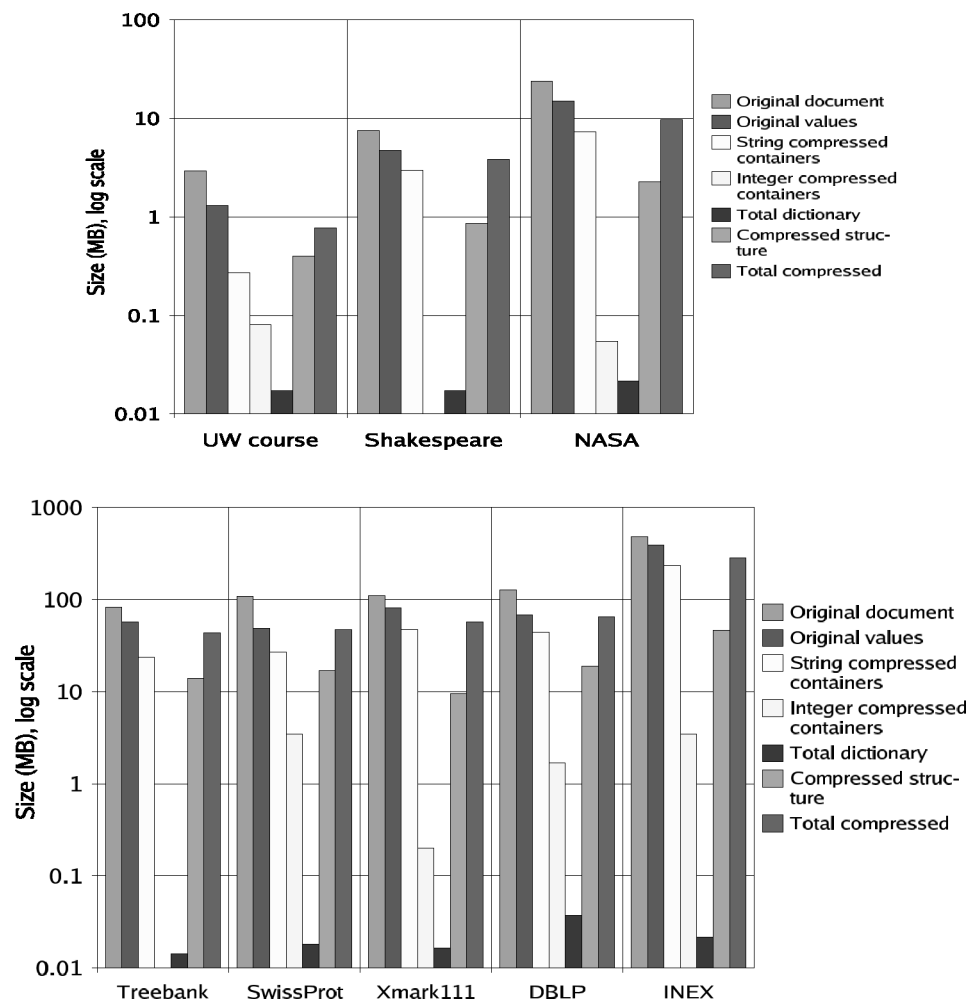 100
10
1
0.1
0.01
Size (MB), log scale
UW course
Shakespeare
NASA
Original document
Original values
String compressed
containers
Integer compressed
containers
Total dictionary
Compressed struc-
ture
Total compressed
1000
100
10
1
0.1
0.01
Size (MB), log scale
Treebank
SwissProt
Xmark111
DBLP
INEX
Original document
Original values
String compressed
containers
Integer compressed
containers
Total dictionary
Compressed struc-
ture
Total compressed